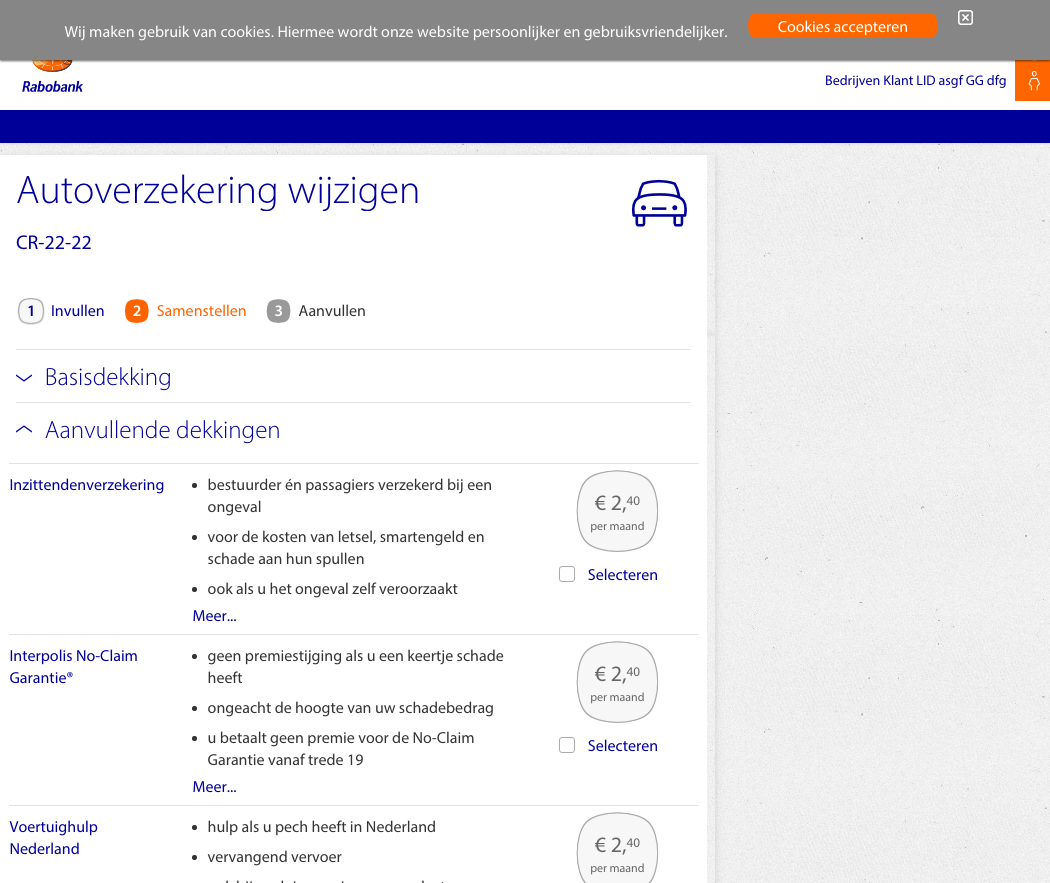 Wij maken gebruik van cookies. Hiermee wordt onze website persoonlijker en gebruiksvriendelijker.
Cookies accepteren
Rabobank
Bedrijven Klant LID asgf GG dfg
Autoverzekering wijzigen
CR-22-22
1 Invullen 2 Samenstellen 3 Aanvullen
Basisdekking
Aanvullende dekkingen
Inzittendenverzekering
• bestuurder én passagiers verzekerd bij een
ongeval
• voor de kosten van letsel, smartengeld en
schade aan hun spullen
• ook als u het ongeval zelf veroorzaakt
Meer...
€ 2,40
per maand
Selecteren
Interpolis No-Claim
Garantie®
• geen premiestijging als u een keertje schade
heeft
• ongeacht de hoogte van uw schadebedrag
• u betaalt geen premie voor de No-Claim
Garantie vanaf trede 19
Meer...
€ 2,40
per maand
Selecteren
Voertuighulp
Nederland
• hulp als u pech heeft in Nederland
• vervangend vervoer
€ 2,40
per maand